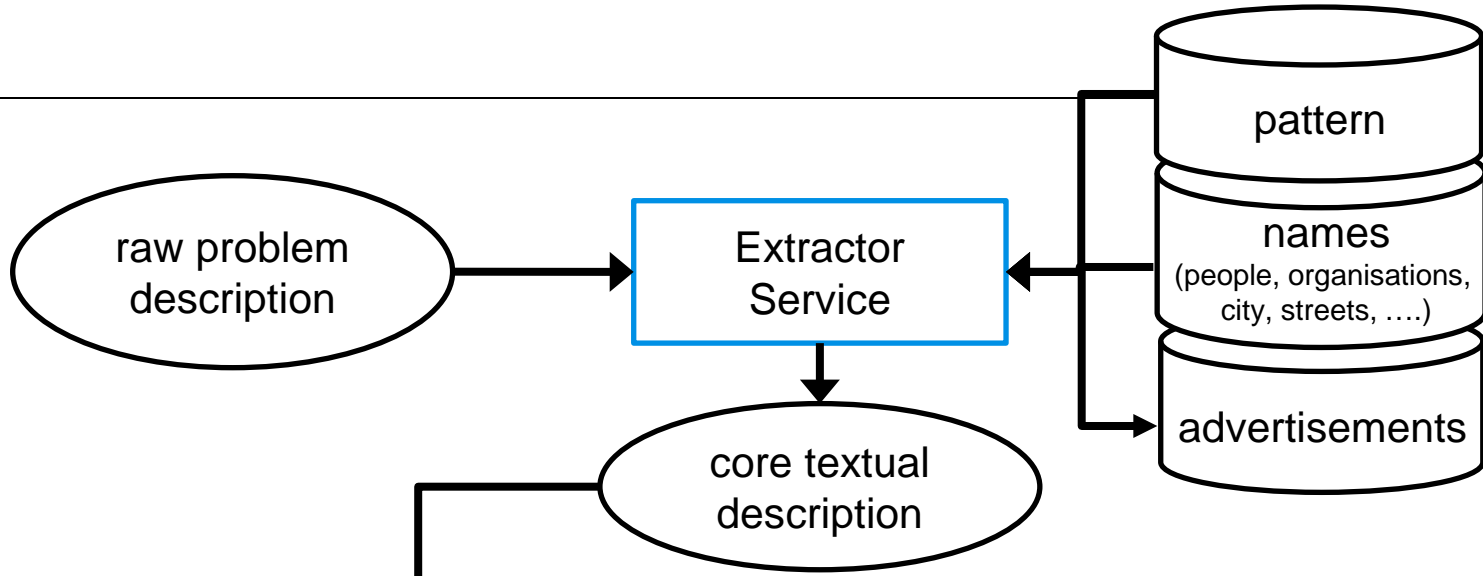 pattern
raw problem
description
Extractor
Service
names
(people, organisations,
city, streets, ....)
advertisements
core textual
description